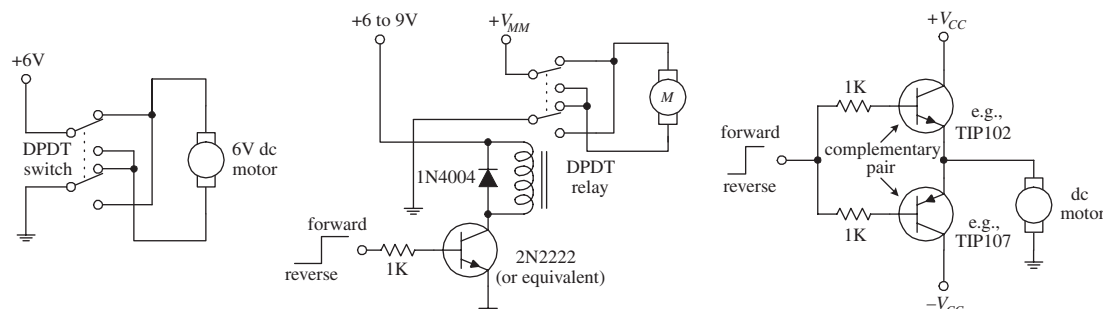 +6V
DPDT
switch
6V dc
motor
+6 to 9V
+V_MM
M
DPDT
relay
1N4004
forward
reverse
1K
2N2222
(or equivalent)
+V_CC
1K
e.g.,
TIP102
forward
reverse
complementary
pair
1K
e.g.,
TIP107
dc
motor
–V_CC